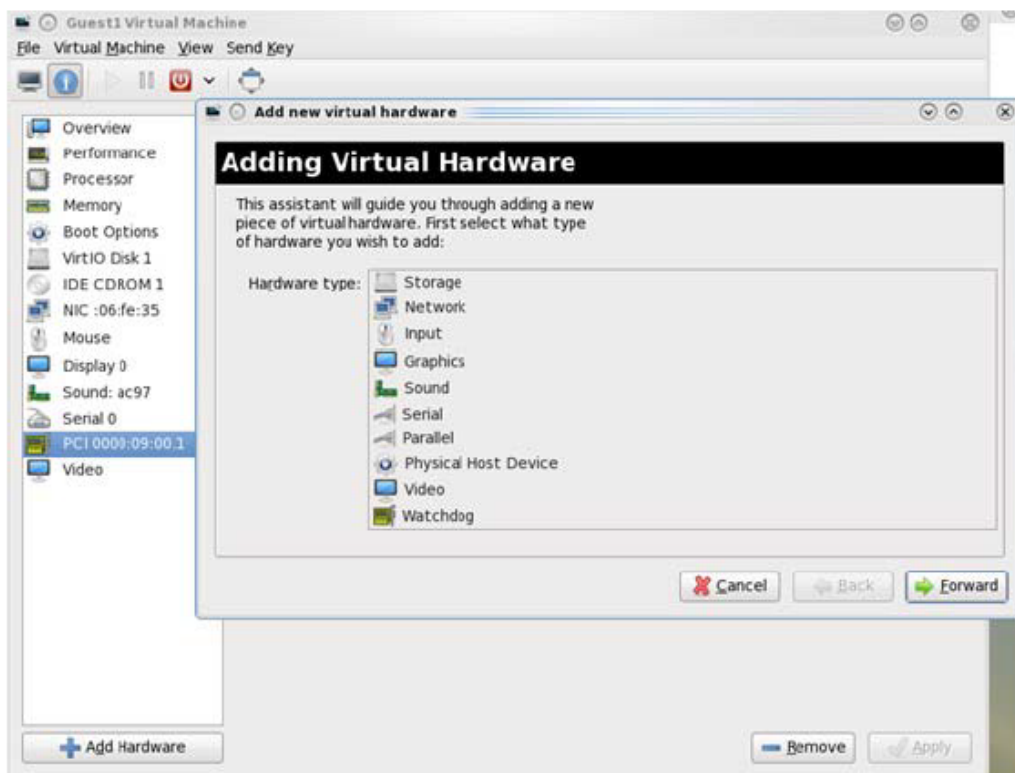 Guest1 Virtual Machine
File Virtual Machine View Send Key
Add new virtual hardware
Overview
Performance
Processor
Memory
Boot Options
VirtIO Disk 1
IDE CDROM 1
NIC :06:fe:35
Mouse
Display 0
Sound: ac97
Serial 0
PCI 0000:09:00.1
Video
Adding Virtual Hardware
This assistant will guide you through adding a new
piece of virtual hardware. First select what type
of hardware you wish to add:
Hardware type:
Storage
Network
Input
Graphics
Sound
Serial
Parallel
Physical Host Device
Video
Watchdog
Cancel Back Forward
Add Hardware Remove Apply